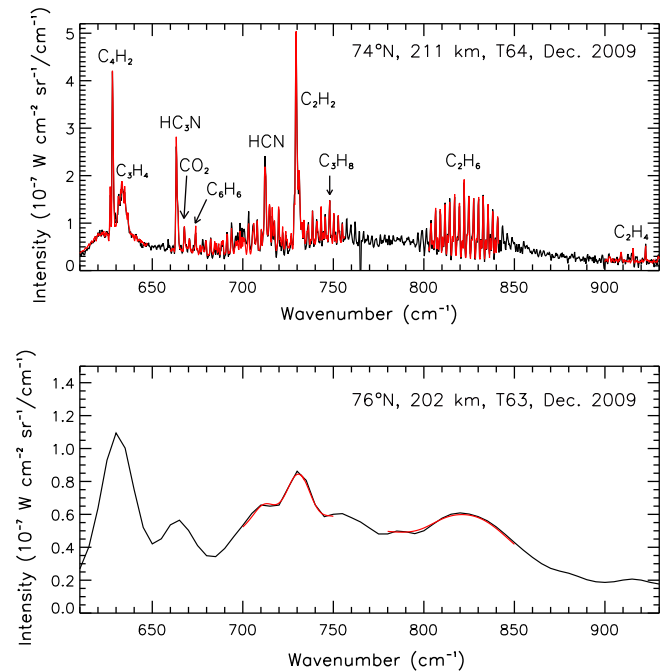 74°N, 211 km, T64, Dec. 2009
C₄H₂
C₃H₄
HC₃N
CO₂
C₆H₆
HCN
C₂H₂
C₃H₈
C₂H₆
C₂H₄
5
4
3
2
1
0
Intensity (10⁻⁷ W cm⁻² sr⁻¹/cm⁻¹)
650 700 750 800 850 900
Wavenumber (cm⁻¹)
76°N, 202 km, T63, Dec. 2009
1.4
1.2
1.0
0.8
0.6
0.4
0.2
0.0
Intensity (10⁻⁷ W cm⁻² sr⁻¹/cm⁻¹)
650 700 750 800 850 900
Wavenumber (cm⁻¹)